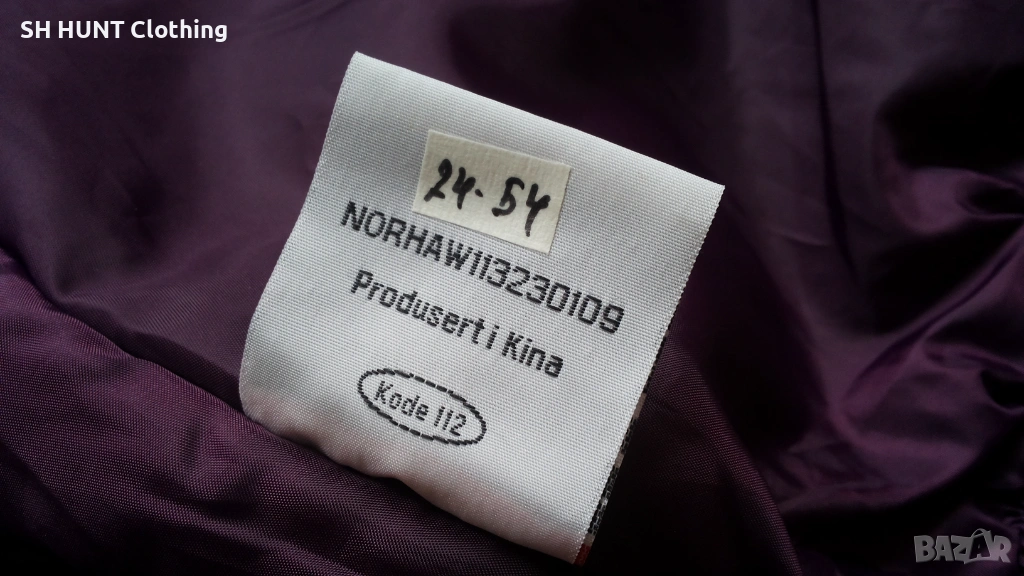 SH HUNT Clothing
24-54
NORHAW113230109
Produsert i Kina
Kode 112
BAZAR